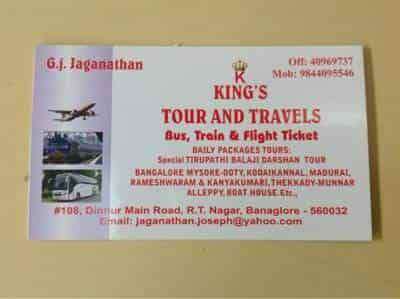 G.j. Jaganathan
Off: 40969737
Mob: 9844095546
K
KING'S
TOUR AND TRAVELS
Bus, Train & Flight Ticket
DAILY PACKAGES TOURS:
Special TIRUPATHI BALAJI DARSHAN TOUR
BANGALORE MYSORE-OOTY, KODAIKANNAL, MADURAI,
RAMESHWARAM & KANYAKUMARI, THEKKADY-MUNNAR
ALLEPPY, BOAT HOUSE Etc.,
#108, Dinnur Main Road, R.T. Nagar, Banaglore - 560032
Email: jaganathan.joseph@yahoo.com